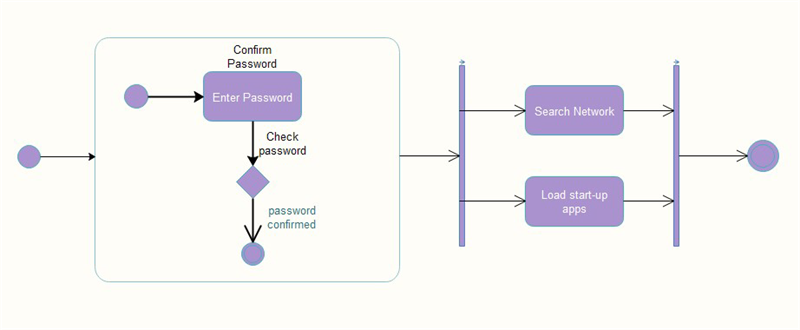 Confirm
Password
Enter Password
Check
password
password
confirmed
Search Network
Load start-up
apps